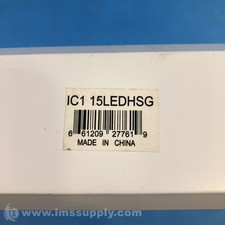 IC1 15LEDHSG
6 61209 27761 9
MADE IN CHINA
www.imssupply.com